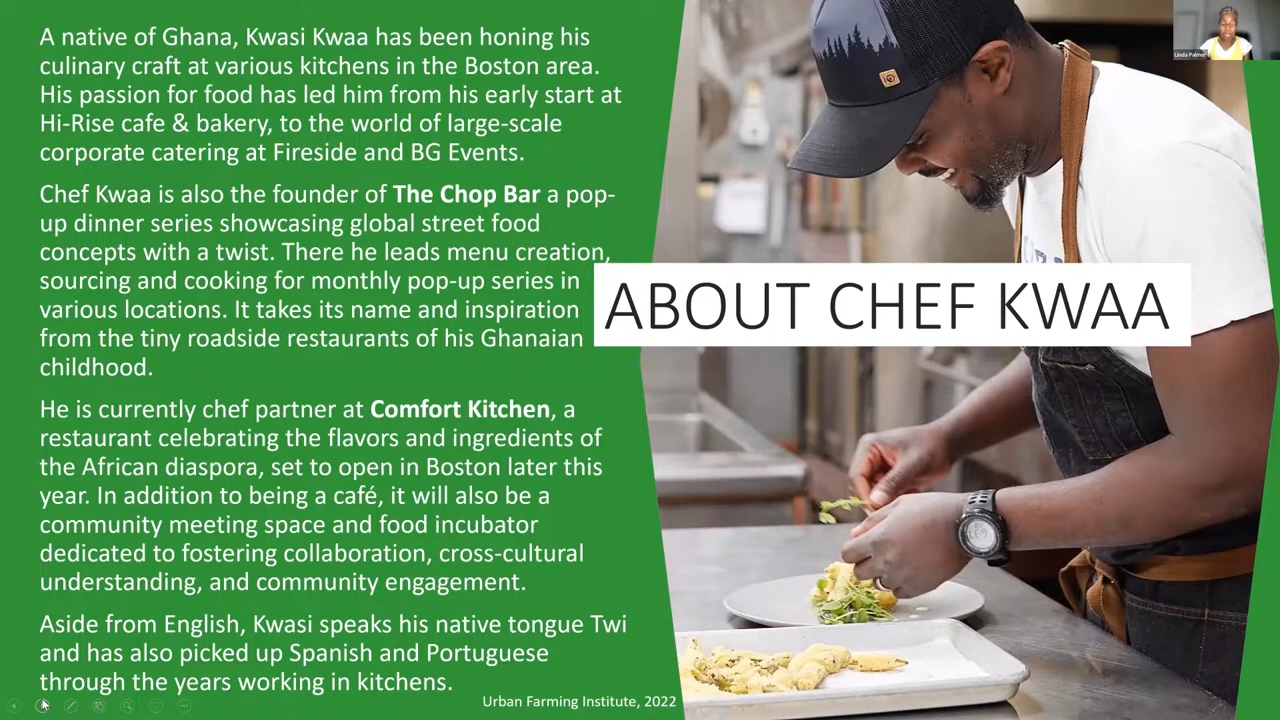 A native of Ghana, Kwasi Kwaa has been honing his
culinary craft at various kitchens in the Boston area.
His passion for food has led him from his early start at
Hi-Rise cafe & bakery, to the world of large-scale
corporate catering at Fireside and BG Events.
Chef Kwaa is also the founder of The Chop Bar a pop-
up dinner series showcasing global street food
concepts with a twist. There he leads menu creation,
sourcing and cooking for monthly pop-up series in
various locations. It takes its name and inspiration
from the tiny roadside restaurants of his Ghanaian
childhood.
He is currently chef partner at Comfort Kitchen, a
restaurant celebrating the flavors and ingredients of
the African diaspora, set to open in Boston later this
year. In addition to being a café, it will also be a
community meeting space and food incubator
dedicated to fostering collaboration, cross-cultural
understanding, and community engagement.
Aside from English, Kwasi speaks his native tongue Twi
and has also picked up Spanish and Portuguese
through the years working in kitchens.
Urban Farming Institute, 2022
ABOUT CHEF KWAA
Linda Palmer